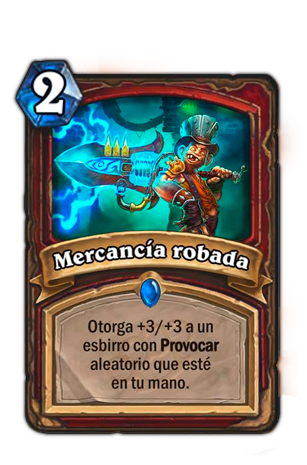 2
Mercancía robada
Otorga +3/+3 a un
esbirro con Provocar
aleatorio que esté
en tu mano.